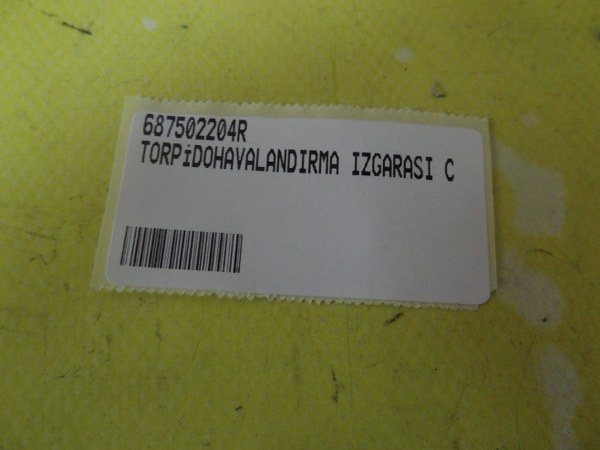 687502204R
TORPİDOHAVALANDIRMA IZGARASI C